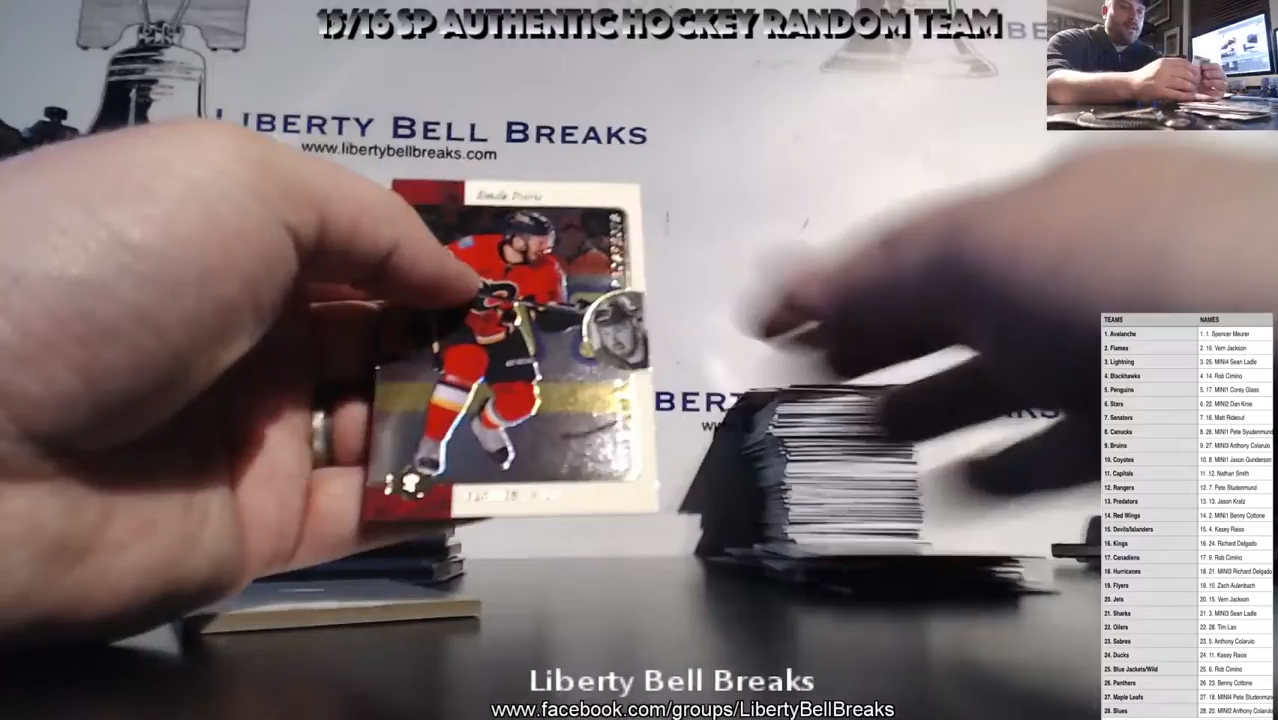 15/16 SP AUTHENTIC HOCKEY RANDOM TEAM
LIBERTY BELL BREAKS
www.libertybellbreaks.com
TEAMS NAMES
1. Avalanche 1. 1. Spencer Meurer
2. Flames 2. 19. Vern Jackson
3. Lightning 3. 25. MINI4 Sean Ladle
4. Blackhawks 4. 14. Rob Cimino
5. Penguins 5. 17. MINI1 Corey Glass
6. Stars 6. 22. MINI2 Dan Kroe
7. Senators 7. 16. Matt Rideout
8. Canucks 8. 26. MINI1 Pete Syudenmund
9. Bruins 9. 27. MINI3 Anthony Colarulo
10. Coyotes 10. 8. MINI1 Jason Gunderson
11. Capitals 11. 12. Nathan Smith
12. Rangers 12. 7. Pete Studenmund
13. Predators 13. 13. Jason Kralz
14. Red Wings 14. 2. MINI1 Benny Cottone
15. Devils/Islanders 15. 4. Kasey Raios
16. Kings 16. 24. Richard Delgado
17. Canadiens 17. 9. Rob Cimino
18. Hurricanes 18. 21. MINI3 Richard Delgado
19. Flyers 19. 10. Zach Aulenbach
20. Jets 20. 15. Vern Jackson
21. Sharks 21. 3. MINI3 Sean Ladle
22. Oilers 22. 28. Tim Lan
23. Sabres 23. 5. Anthony Colarulo
24. Ducks 24. 11. Kasey Raios
25. Blue Jackets/Wild 25. 6. Rob Cimino
26. Panthers 26. 23. Benny Cottone
27. Maple Leafs 27. 18. MINI4 Pete Studenmund
28. Blues 28. 20. MINI2 Anthony Colarulo
Liberty Bell Breaks
www.facebook.com/groups/LibertyBellBreaks